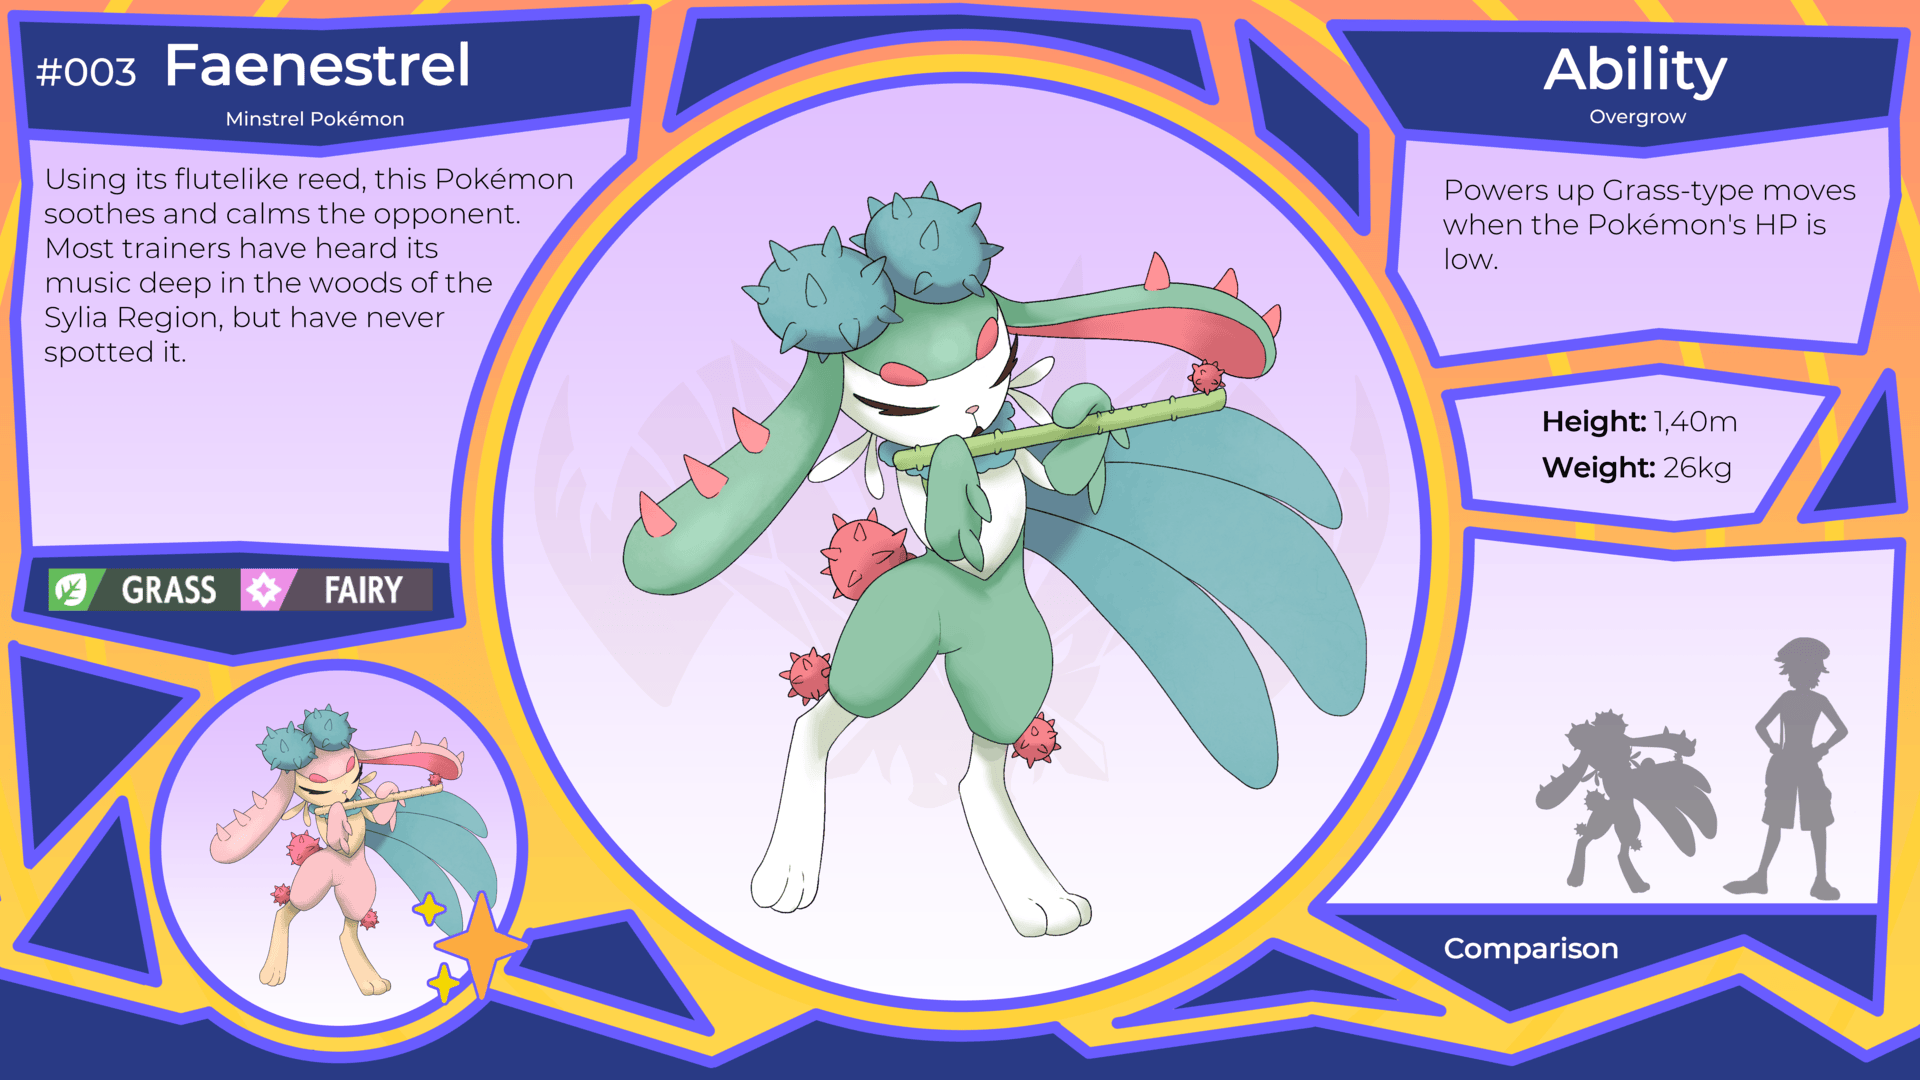 #003 Faenestrel
Minstrel Pokémon
Using its flutelike reed, this Pokémon
soothes and calms the opponent.
Most trainers have heard its
music deep in the woods of the
Sylia Region, but have never
spotted it.
GRASS FAIRY
Ability
Overgrow
Powers up Grass-type moves
when the Pokémon's HP is
low.
Height: 1,40m
Weight: 26kg
Comparison